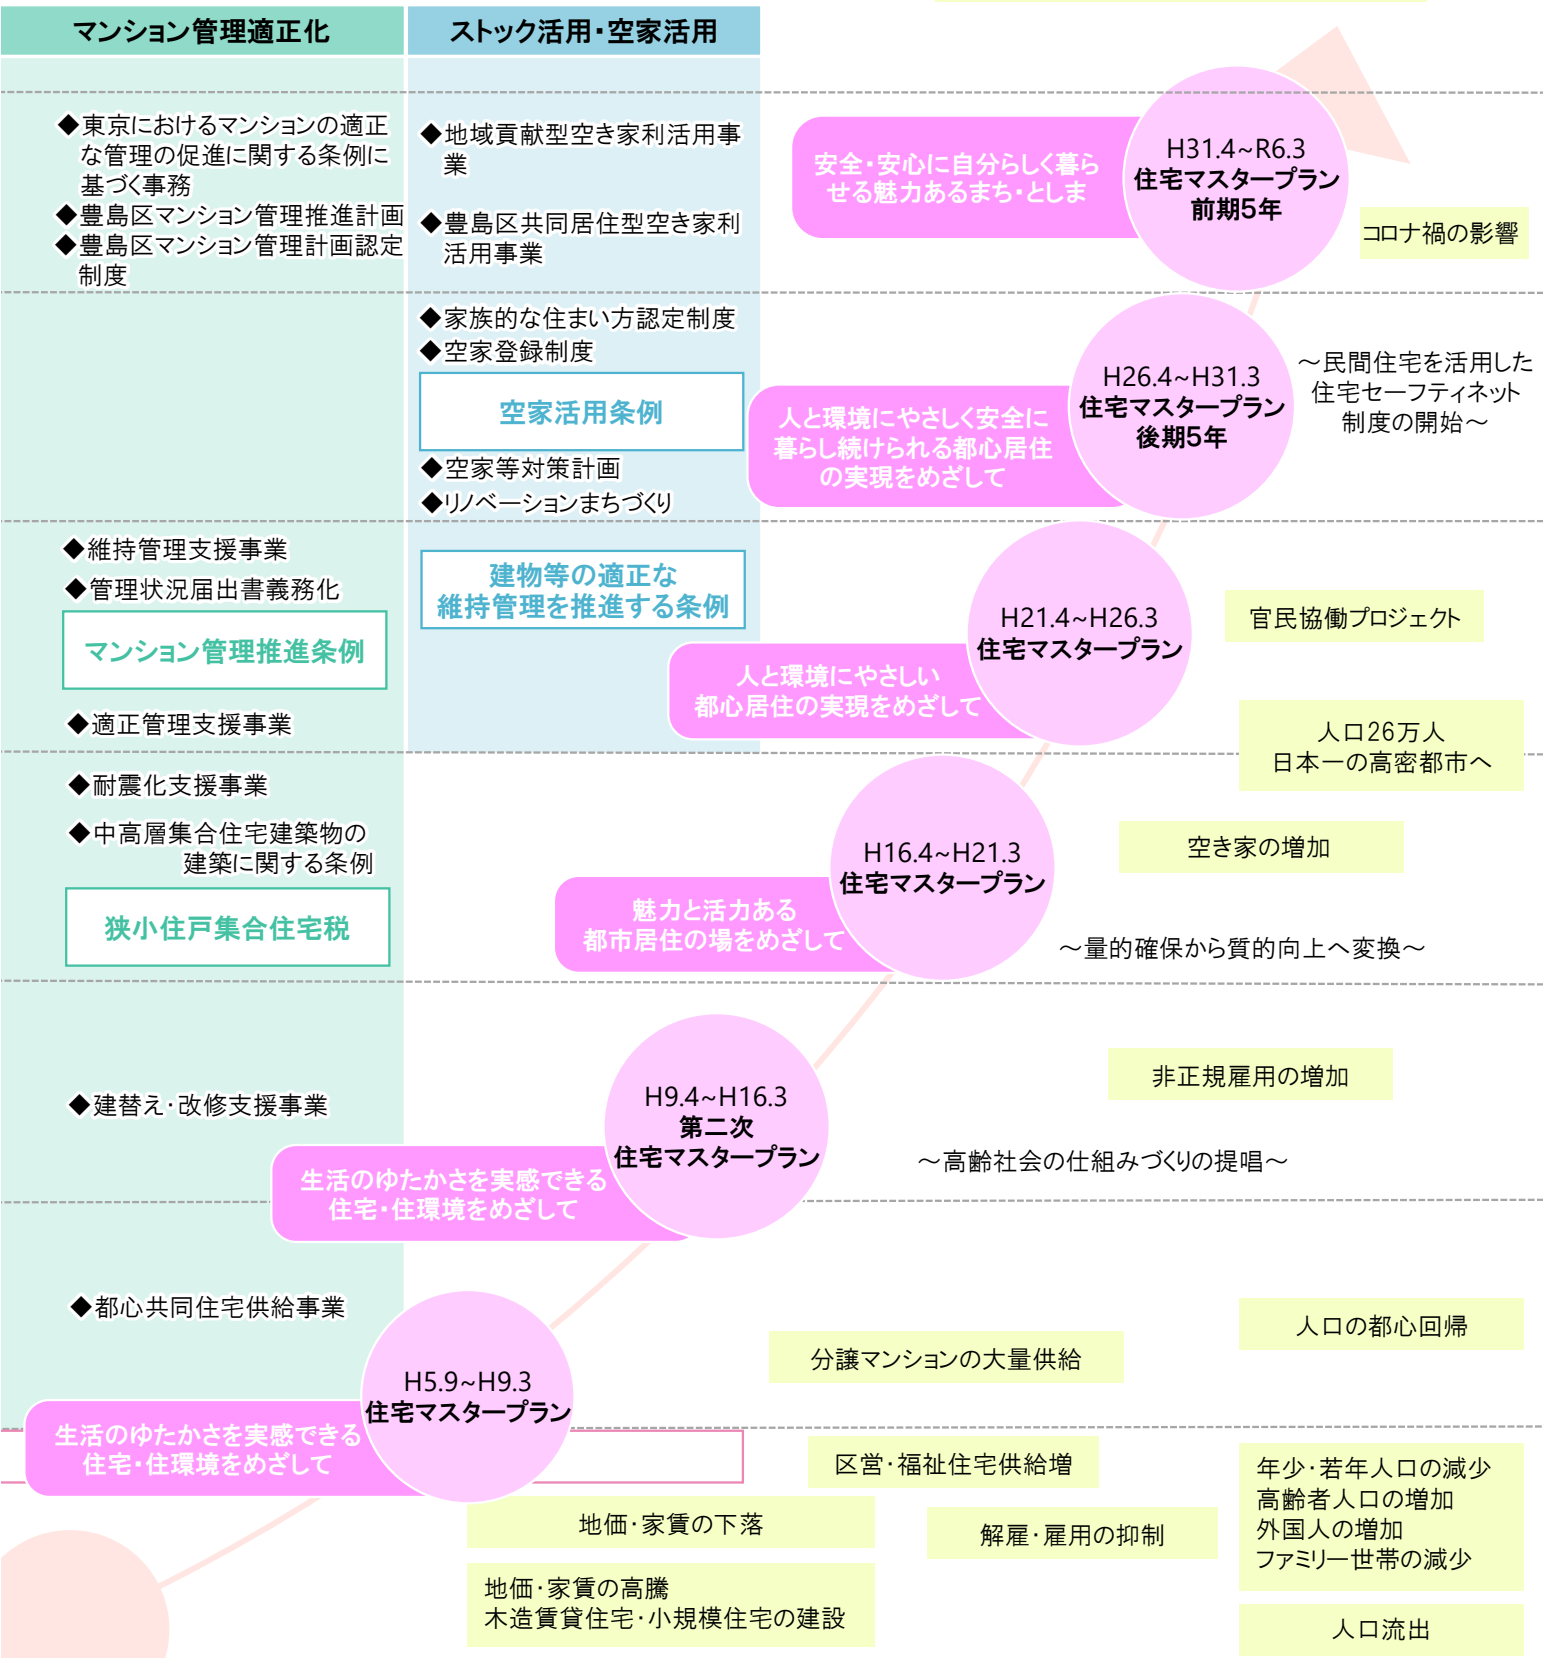 マンション管理適正化
ストック活用・空家活用
◆東京におけるマンションの適正
な管理の促進に関する条例に
基づく事務
◆豊島区マンション管理推進計画
◆豊島区マンション管理計画認定
制度
◆地域貢献型空き家利活用事
業
◆豊島区共同居住型空き家利
活用事業
安全・安心に自分らしく暮ら
せる魅力あるまち・としま
H31.4~R6.3
住宅マスタープラン
前期5年
コロナ禍の影響
◆家族的な住まい方認定制度
◆空家登録制度
空家活用条例
◆空家等対策計画
◆リノベーションまちづくり
人と環境にやさしく安全に
暮らし続けられる都心居住
の実現をめざして
H26.4~H31.3
住宅マスタープラン
後期5年
～民間住宅を活用した
住宅セーフティネット
制度の開始～
◆維持管理支援事業
◆管理状況届出書義務化
マンション管理推進条例
◆適正管理支援事業
建物等の適正な
維持管理を推進する条例
人と環境にやさしい
都心居住の実現をめざして
H21.4~H26.3
住宅マスタープラン
官民協働プロジェクト
人口26万人
日本一の高密都市へ
◆耐震化支援事業
◆中高層集合住宅建築物の
建築に関する条例
狭小住戸集合住宅税
魅力と活力ある
都市居住の場をめざして
H16.4~H21.3
住宅マスタープラン
空き家の増加
～量的確保から質的向上へ変換～
◆建替え・改修支援事業
生活のゆたかさを実感できる
住宅・住環境をめざして
H9.4~H16.3
第二次
住宅マスタープラン
非正規雇用の増加
～高齢社会の仕組みづくりの提唱～
◆都心共同住宅供給事業
生活のゆたかさを実感できる
住宅・住環境をめざして
H5.9~H9.3
住宅マスタープラン
人口の都心回帰
分譲マンションの大量供給
区営・福祉住宅供給増
地価・家賃の下落
解雇・雇用の抑制
年少・若年人口の減少
高齢者人口の増加
外国人の増加
ファミリー世帯の減少
地価・家賃の高騰
木造賃貸住宅・小規模住宅の建設
人口流出